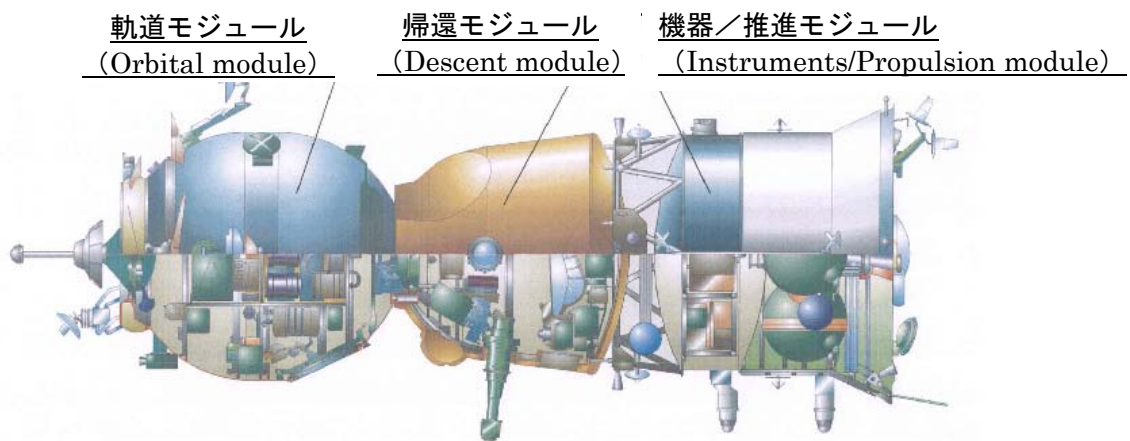 軌道モジュール
（Orbital module）
帰還モジュール
（Descent module）
機器／推進モジュール
（Instruments/Propulsion module）